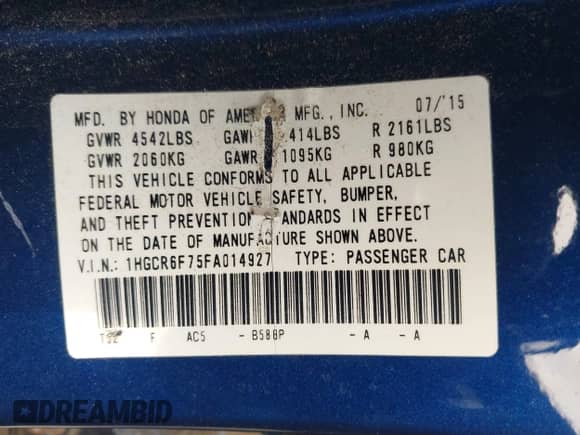 MFD. BY HONDA OF AMER MFG., INC. 07/'15
GVWR 4542LBS GAWR 414LBS R 2161LBS
GVWR 2060KG GAWR 1095KG R 980KG
THIS VEHICLE CONFORMS TO ALL APPLICABLE
FEDERAL MOTOR VEHICLE SAFETY, BUMPER,
AND THEFT PREVENTION STANDARDS IN EFFECT
ON THE DATE OF MANUFACTURE SHOWN ABOVE.
V.I.N.: 1HGCR6F75FA014927 TYPE: PASSENGER CAR
F AC5 - B588P - A - A
DREAMBID